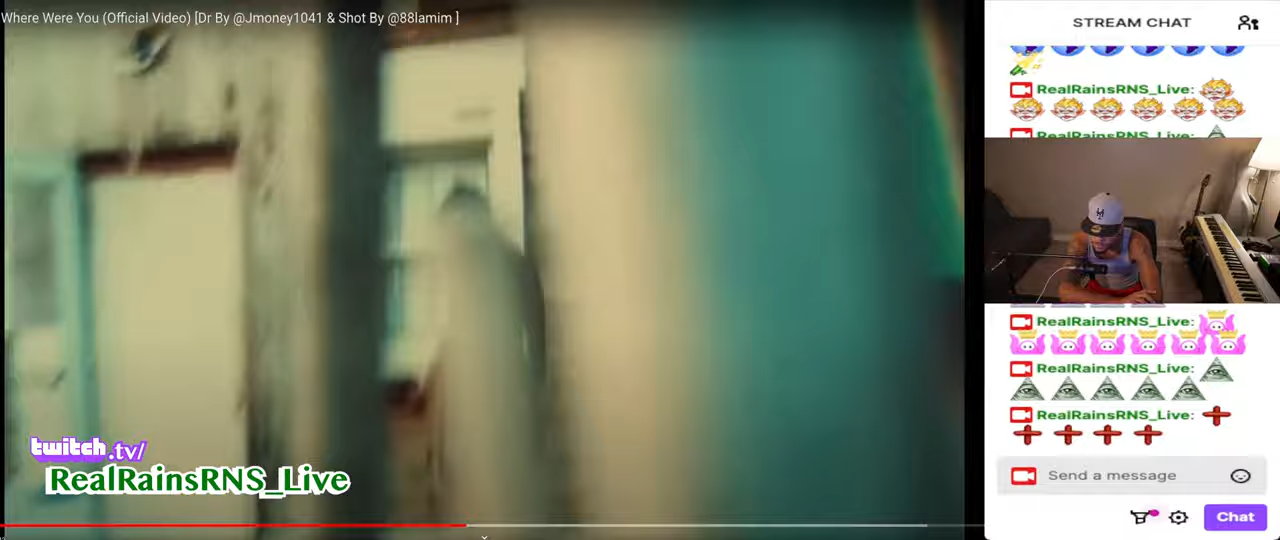 Where Were You (Official Video) [Dr By @Jmoney1041 & Shot By @88lamim ]
STREAM CHAT
RealRainsRNS_Live:
RealRainsRNS_Live:
RealRainsRNS_Live:
RealRainsRNS_Live:
RealRainsRNS_Live:
twitch.tv/
RealRainsRNS_Live
Send a message
Chat